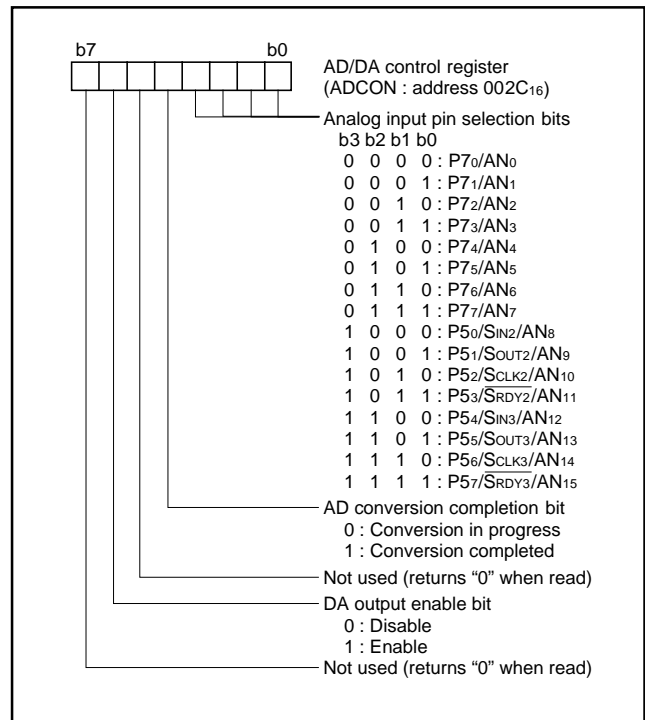 b7 b0
AD/DA control register
(ADCON : address 002C₁₆)
Analog input pin selection bits
b3 b2 b1 b0
0 0 0 0 : P7₀/AN₀
0 0 0 1 : P7₁/AN₁
0 0 1 0 : P7₂/AN₂
0 0 1 1 : P7₃/AN₃
0 1 0 0 : P7₄/AN₄
0 1 0 1 : P7₅/AN₅
0 1 1 0 : P7₆/AN₆
0 1 1 1 : P7₇/AN₇
1 0 0 0 : P5₀/SIN2/AN₈
1 0 0 1 : P5₁/SOUT2/AN₉
1 0 1 0 : P5₂/SCLK2/AN₁₀
1 0 1 1 : P5₃/S̅R̅D̅Y̅2̅/AN₁₁
1 1 0 0 : P5₄/SIN3/AN₁₂
1 1 0 1 : P5₅/SOUT3/AN₁₃
1 1 1 0 : P5₆/SCLK3/AN₁₄
1 1 1 1 : P5₇/S̅R̅D̅Y̅3̅/AN₁₅
AD conversion completion bit
0 : Conversion in progress
1 : Conversion completed
Not used (returns “0” when read)
DA output enable bit
0 : Disable
1 : Enable
Not used (returns “0” when read)